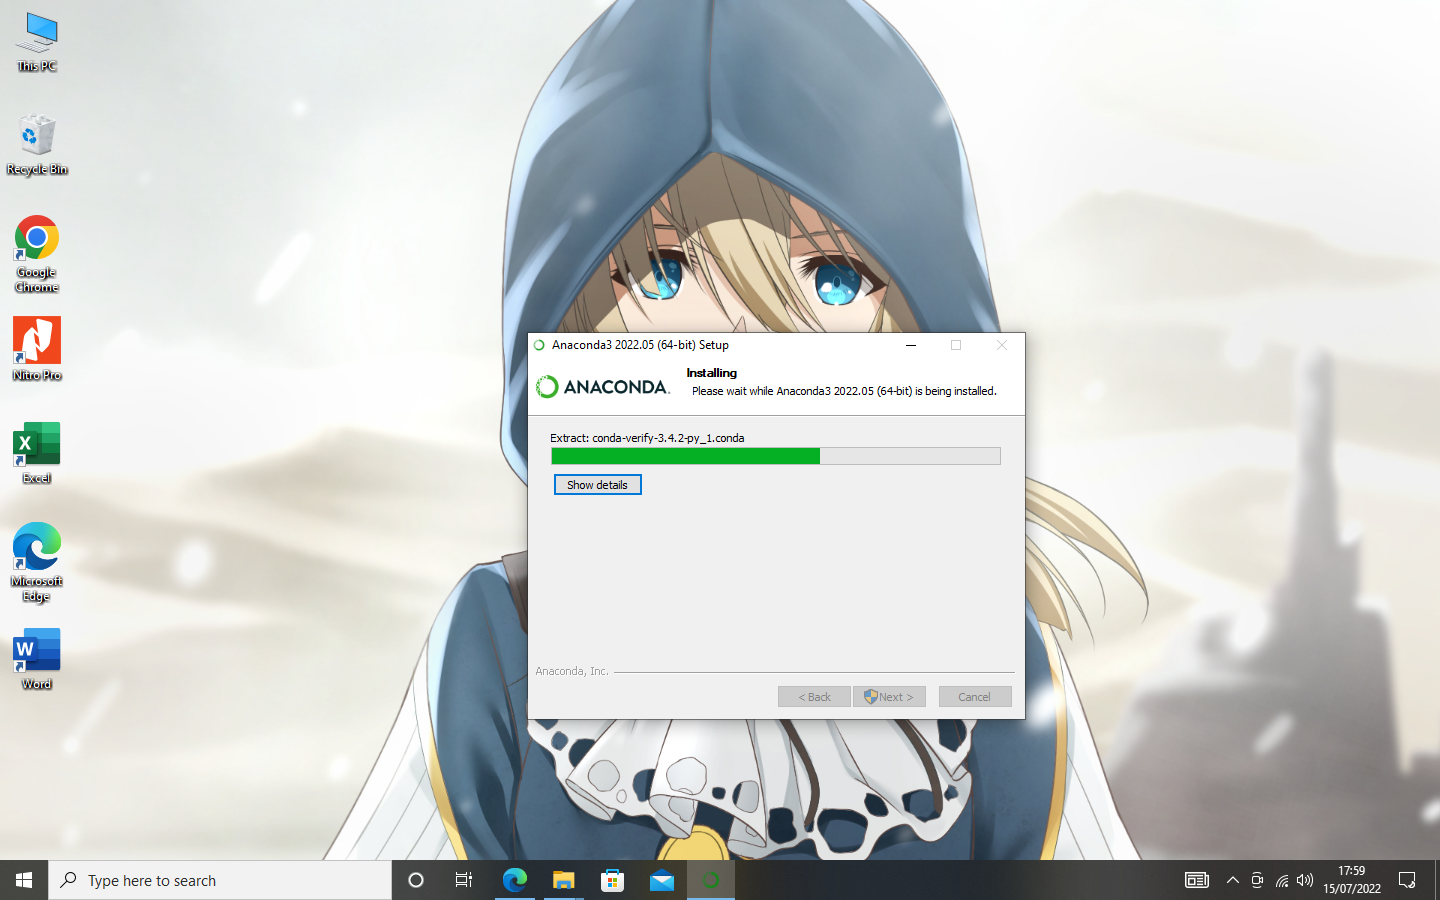 This PC
Recycle Bin
Google
Chrome
Nitro Pro
Excel
Microsoft
Edge
Word
Anaconda3 2022.05 (64-bit) Setup
ANACONDA.
Installing
Please wait while Anaconda3 2022.05 (64-bit) is being installed.
Extract: conda-verify-3.4.2-py_1.conda
Show details
Anaconda, Inc.
< Back
Next >
Cancel
Type here to search
17:59
15/07/2022